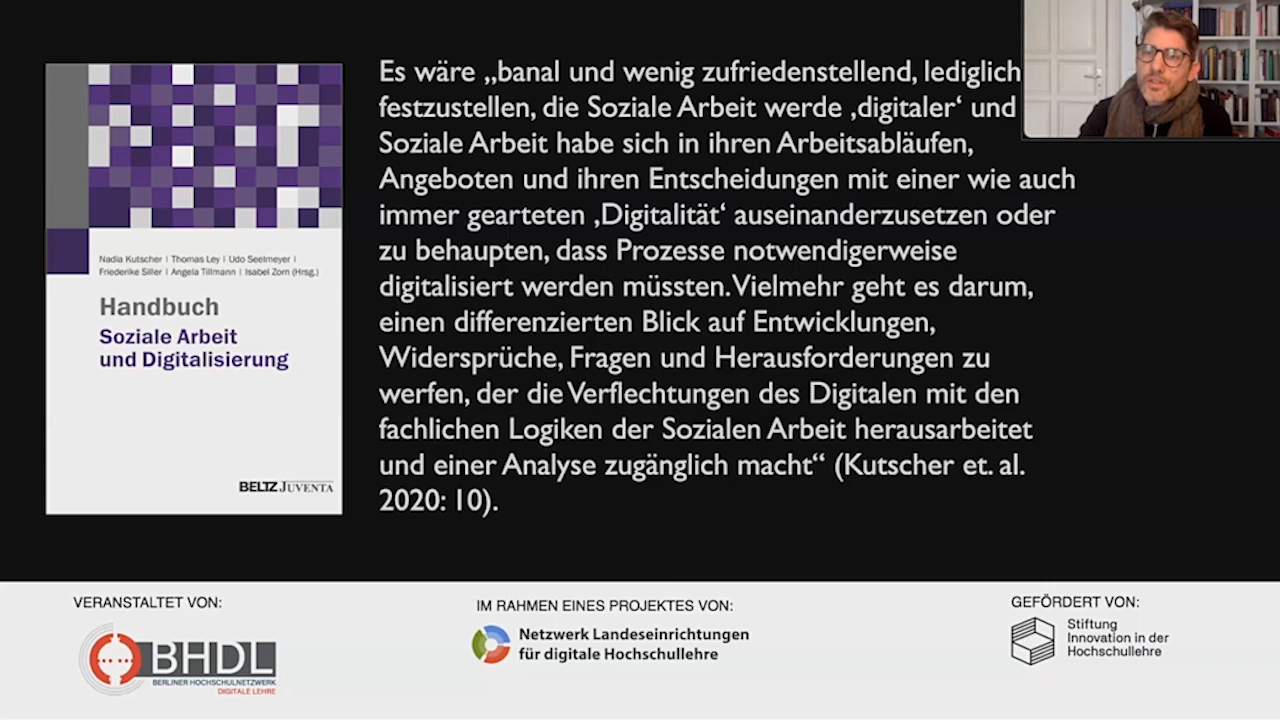 Es wäre „banal und wenig zufriedenstellend, lediglich
festzustellen, die Soziale Arbeit werde ‚digitaler‘ und
Soziale Arbeit habe sich in ihren Arbeitsabläufen,
Angeboten und ihren Entscheidungen mit einer wie auch
immer gearteten ‚Digitalität‘ auseinanderzusetzen oder
zu behaupten, dass Prozesse notwendigerweise
digitalisiert werden müssten. Vielmehr geht es darum,
einen differenzierten Blick auf Entwicklungen,
Widersprüche, Fragen und Herausforderungen zu
werfen, der die Verflechtungen des Digitalen mit den
fachlichen Logiken der Sozialen Arbeit herausarbeitet
und einer Analyse zugänglich macht“ (Kutscher et. al.
2020: 10).
Nadia Kutscher | Thomas Ley | Udo Seelmeyer |
Friederike Siller | Angela Tillmann | Isabel Zorn (Hrsg.)
Handbuch
Soziale Arbeit
und Digitalisierung
BELTZ JUVENTA
VERANSTALTET VON:
BHDL
BERLINER HOCHSCHULNETZWERK
DIGITALE LEHRE
IM RAHMEN EINES PROJEKTES VON:
Netzwerk Landeseinrichtungen
für digitale Hochschullehre
GEFÖRDERT VON:
Stiftung
Innovation in der
Hochschullehre